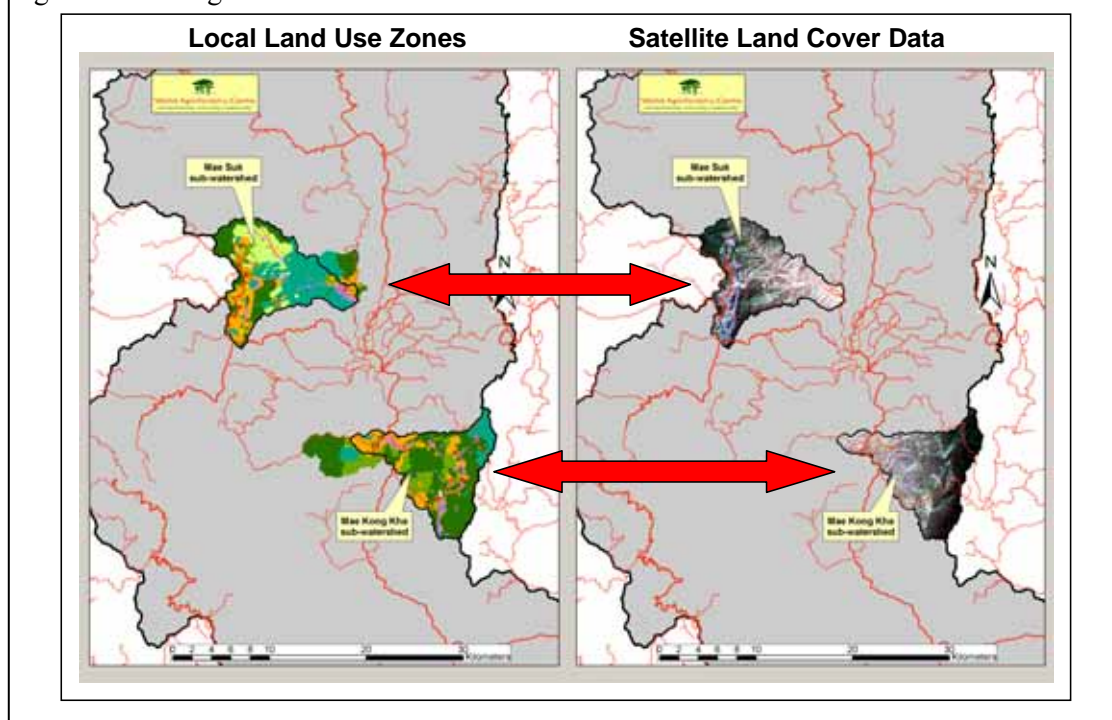 Local Land Use Zones
Satellite Land Cover Data
World Agroforestry Centre
World Agroforestry Centre
Mae Suk
sub-watershed
Mae Suk
sub-watershed
N
N
Mae Kong Kha
sub-watershed
Mae Kong Kha
sub-watershed
0 2 4 6 8 10 20 30
Kilometers
0 2 4 6 8 10 20 30
Kilometers